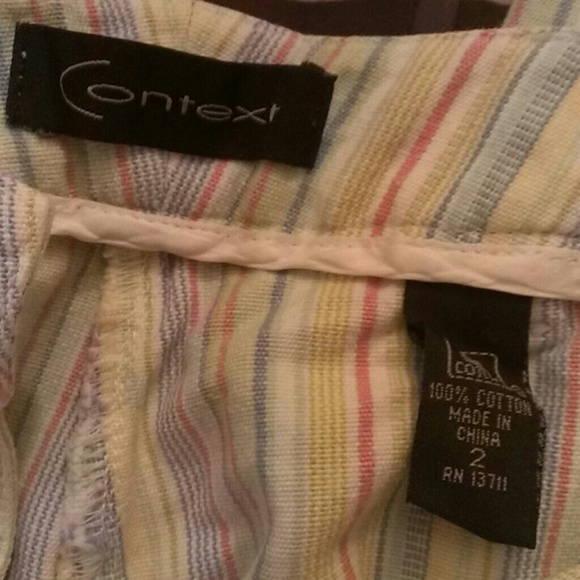 Context
100% COTTON
MADE IN
CHINA
2
RN 13711